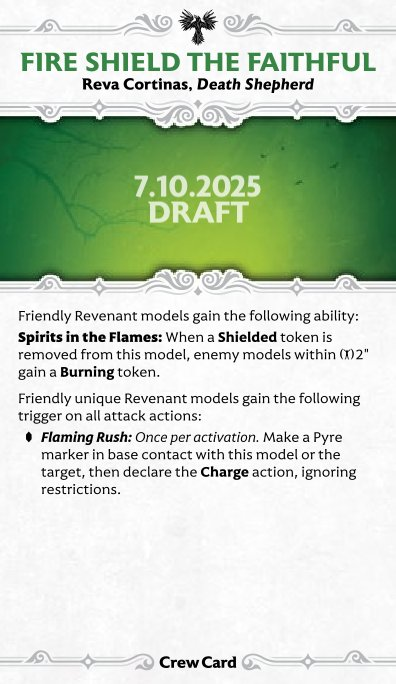 FIRE SHIELD THE FAITHFUL
Reva Cortinas, Death Shepherd
7.10.2025
DRAFT
Friendly Revenant models gain the following ability:
Spirits in the Flames: When a Shielded token is
removed from this model, enemy models within 2"
gain a Burning token.
Friendly unique Revenant models gain the following
trigger on all attack actions:
Flaming Rush: Once per activation. Make a Pyre
marker in base contact with this model or the
target, then declare the Charge action, ignoring
restrictions.
Crew Card